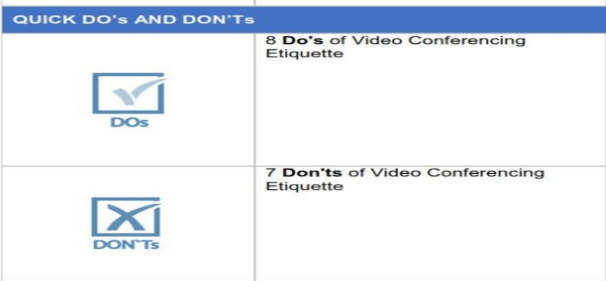 QUICK DO's AND DON'Ts
8 Do's of Video Conferencing
Etiquette
DOs
7 Don'ts of Video Conferencing
Etiquette
DON'Ts